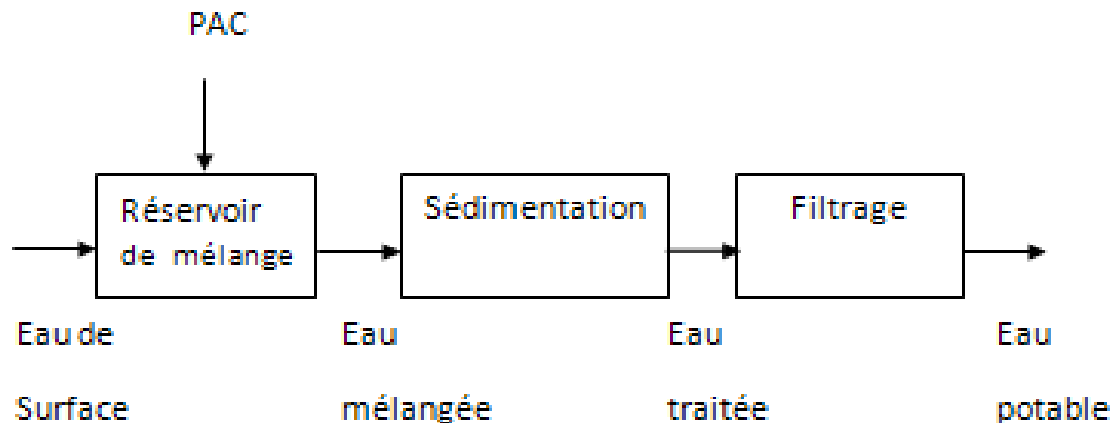 PAC
Réservoir
de mélange
Sédimentation
Filtrage
Eau de
Surface
Eau
mélangée
Eau
traitée
Eau
potable